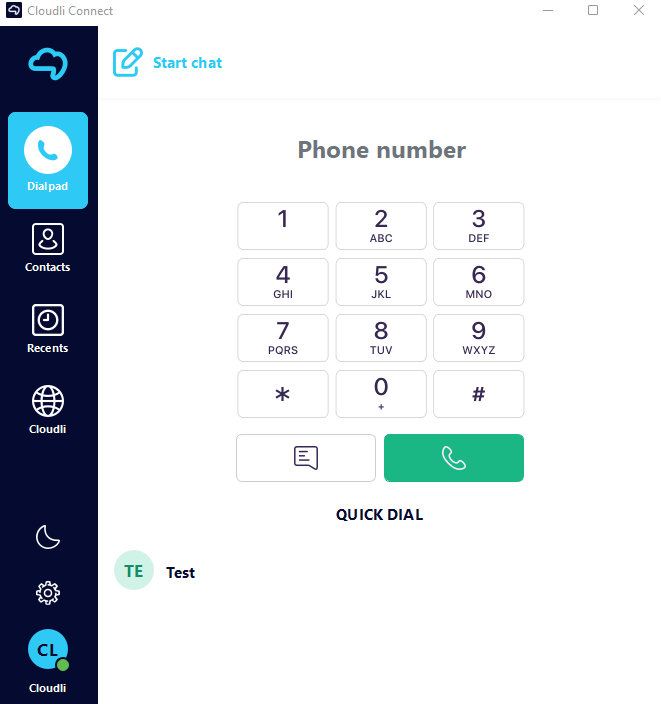 Cloudli Connect
Start chat
Dialpad
Contacts
Recents
Cloudli
CL
Cloudli
Phone number
1
2
ABC
3
DEF
4
GHI
5
JKL
6
MNO
7
PQRS
8
TUV
9
WXYZ
*
0
+
#
QUICK DIAL
TE
Test